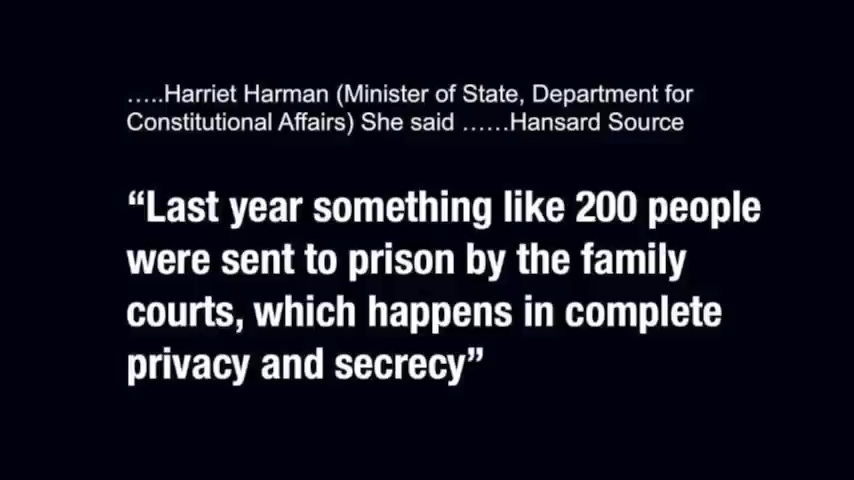 …..Harriet Harman (Minister of State, Department for
Constitutional Affairs) She said ……Hansard Source
“Last year something like 200 people
were sent to prison by the family
courts, which happens in complete
privacy and secrecy”